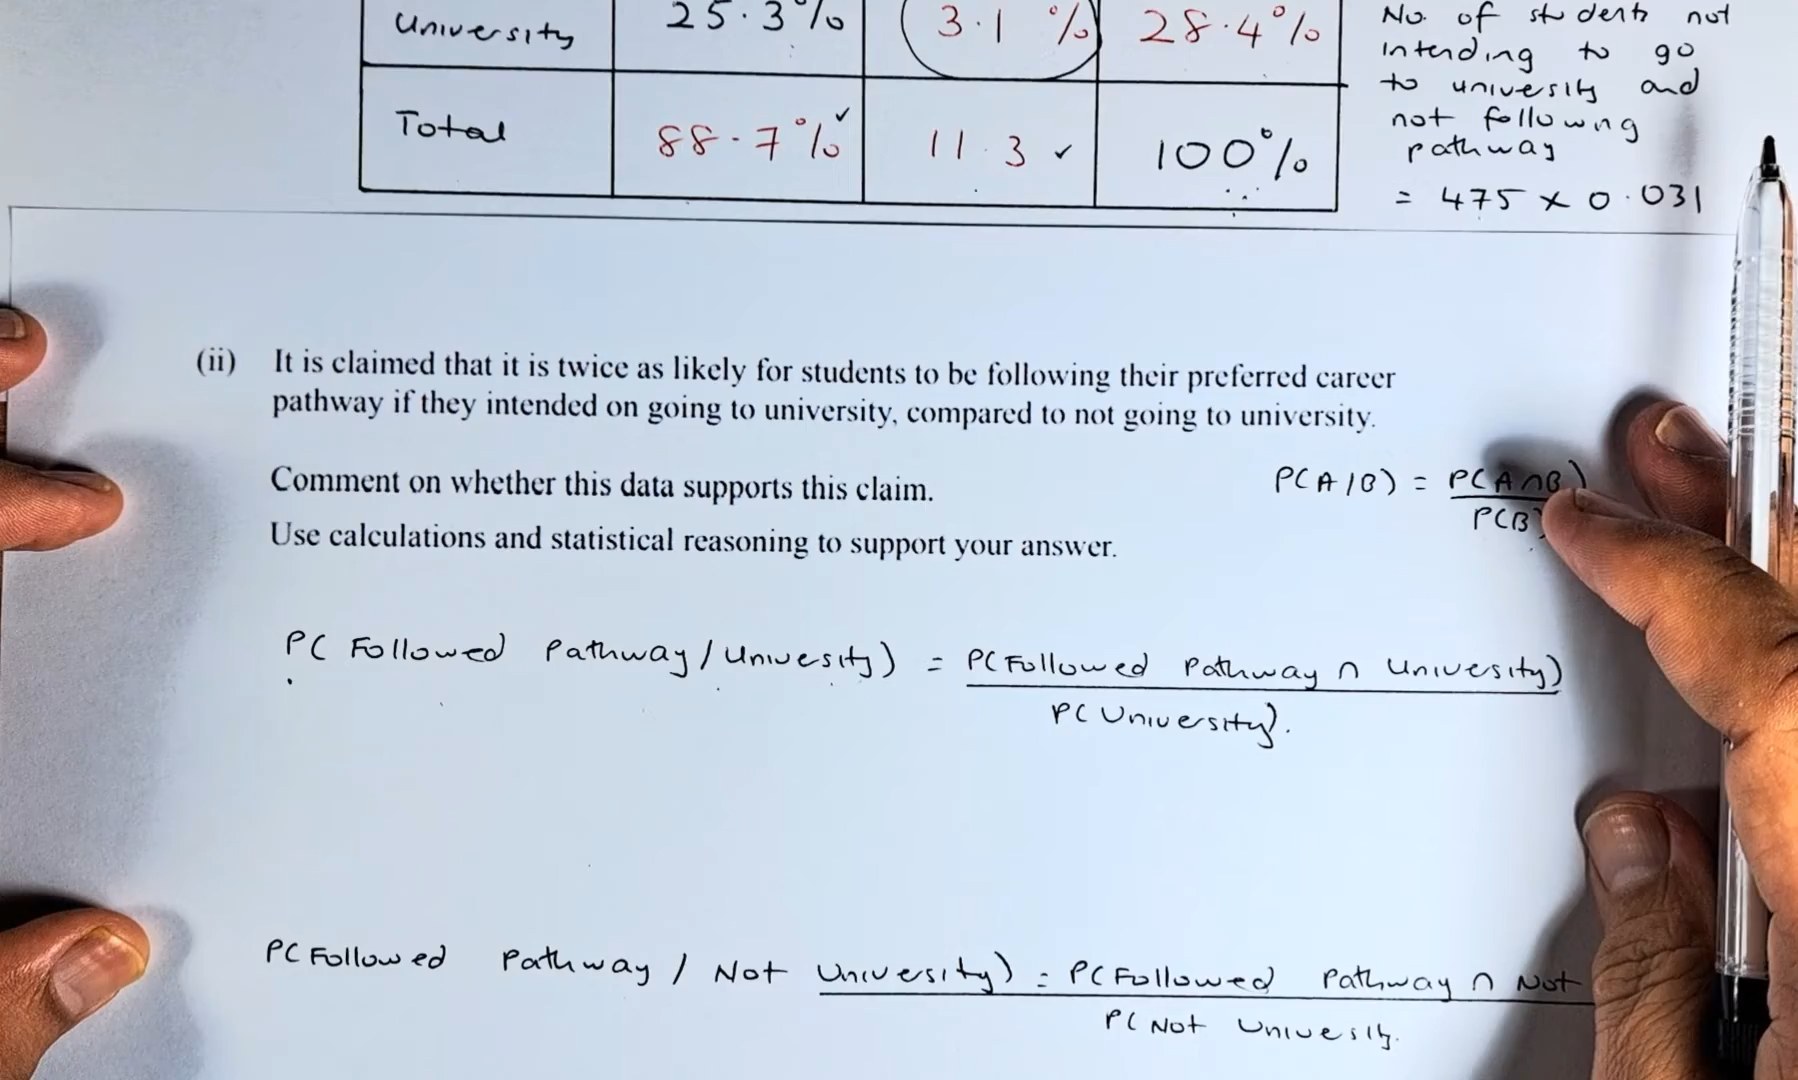 University 25.3% 3.1 % 28.4%
Total 88.7% ✓ 11.3 ✓ 100%
No. of students not
intending to go
to university and
not following
pathway
= 475 x 0.031
(ii) It is claimed that it is twice as likely for students to be following their preferred career
pathway if they intended on going to university, compared to not going to university.
Comment on whether this data supports this claim.
P(A/B) = P(A∩B)
P(B)
Use calculations and statistical reasoning to support your answer.
P( Followed Pathway / University) = P(Followed Pathway ∩ University)
P( University).
P( Followed Pathway / Not University) = P( Followed Pathway ∩ Not
P( Not University.